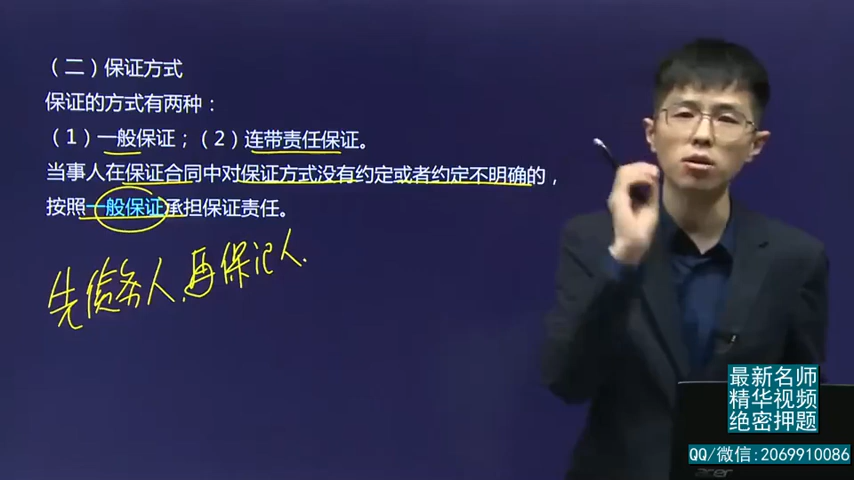 （二）保证方式
保证的方式有两种：
（1）一般保证；（2）连带责任保证。
当事人在保证合同中对保证方式没有约定或者约定不明确的，
按照一般保证承担保证责任。
先债务人，再保证人.
最新名师
精华视频
绝密押题
QQ/微信:2069910086
acer